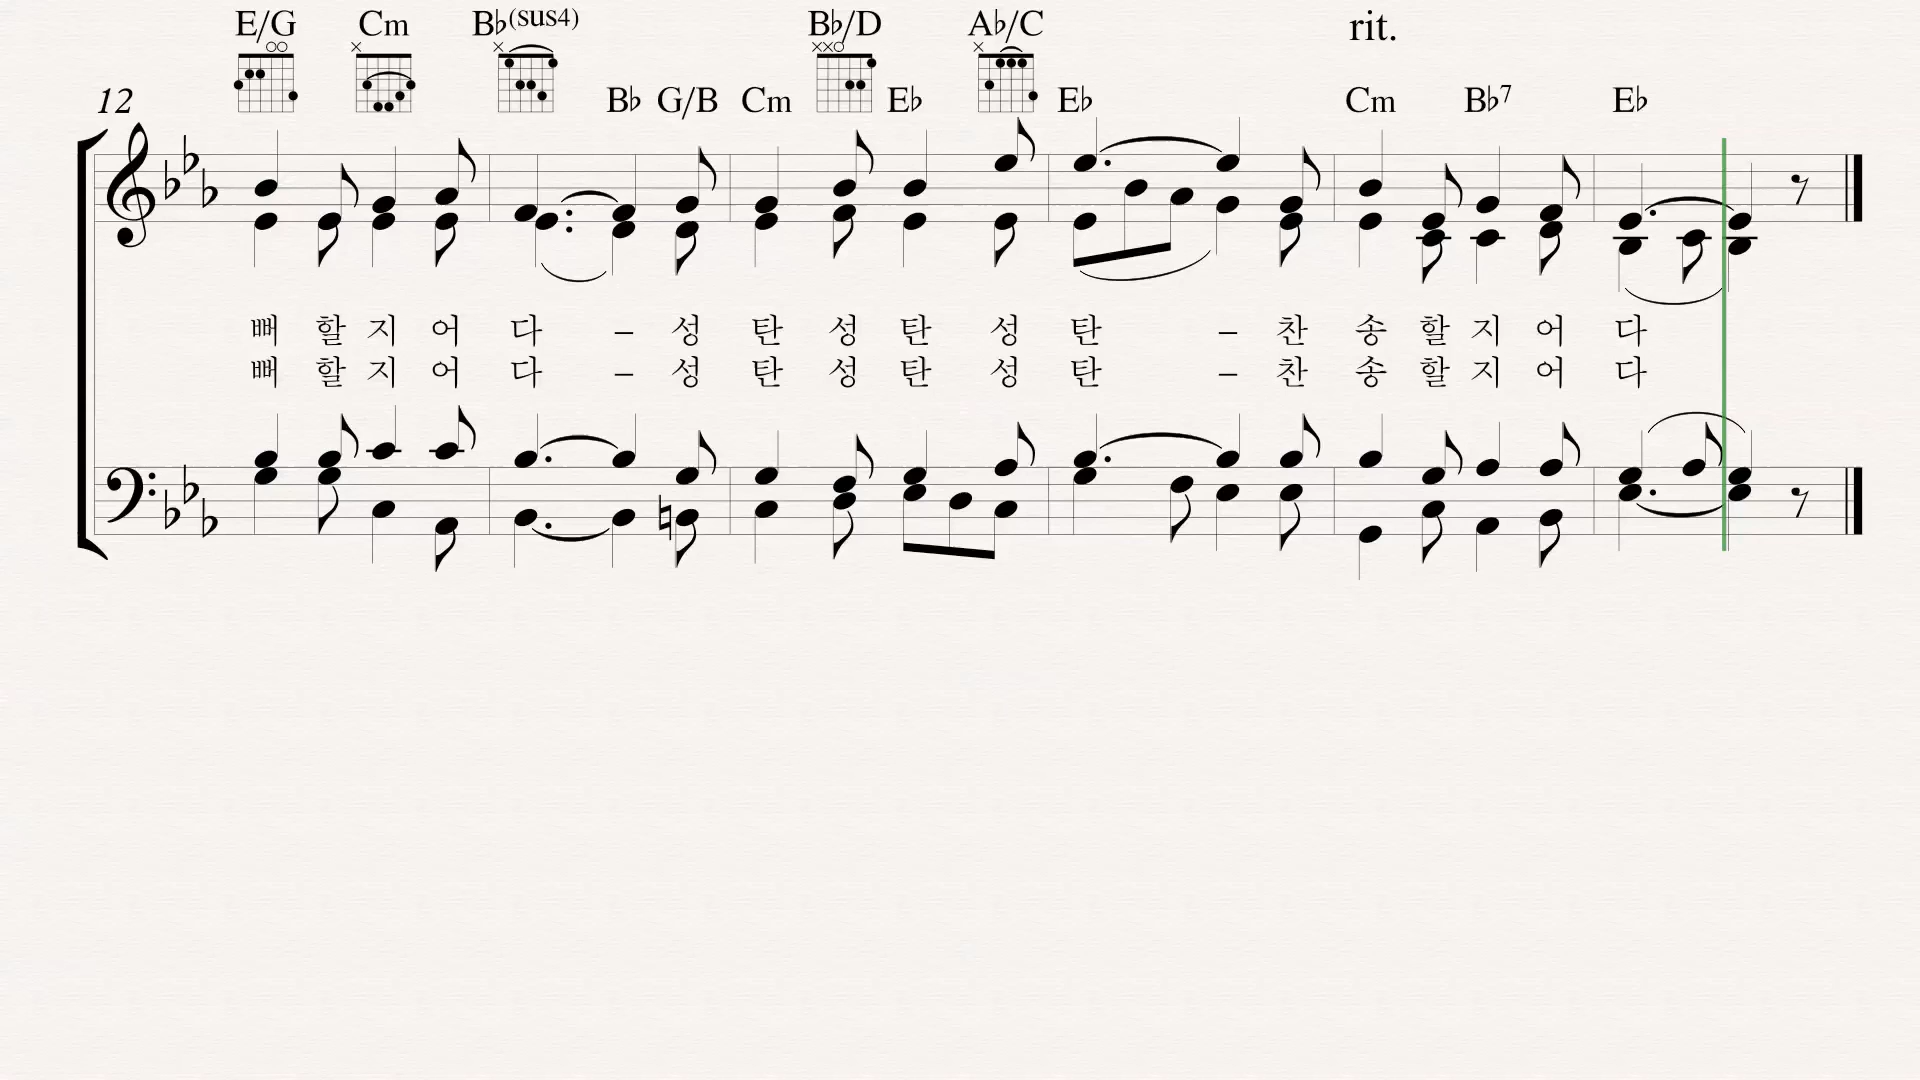 E/G Cm B♭(sus4) B♭/D A♭/C rit.
12 B♭ G/B Cm E♭ E♭ Cm B♭7 E♭
뻐 할 지 어 다 – 성 탄 성 탄 성 탄 – 찬 송 할 지 어 다
뻐 할 지 어 다 – 성 탄 성 탄 성 탄 – 찬 송 할 지 어 다